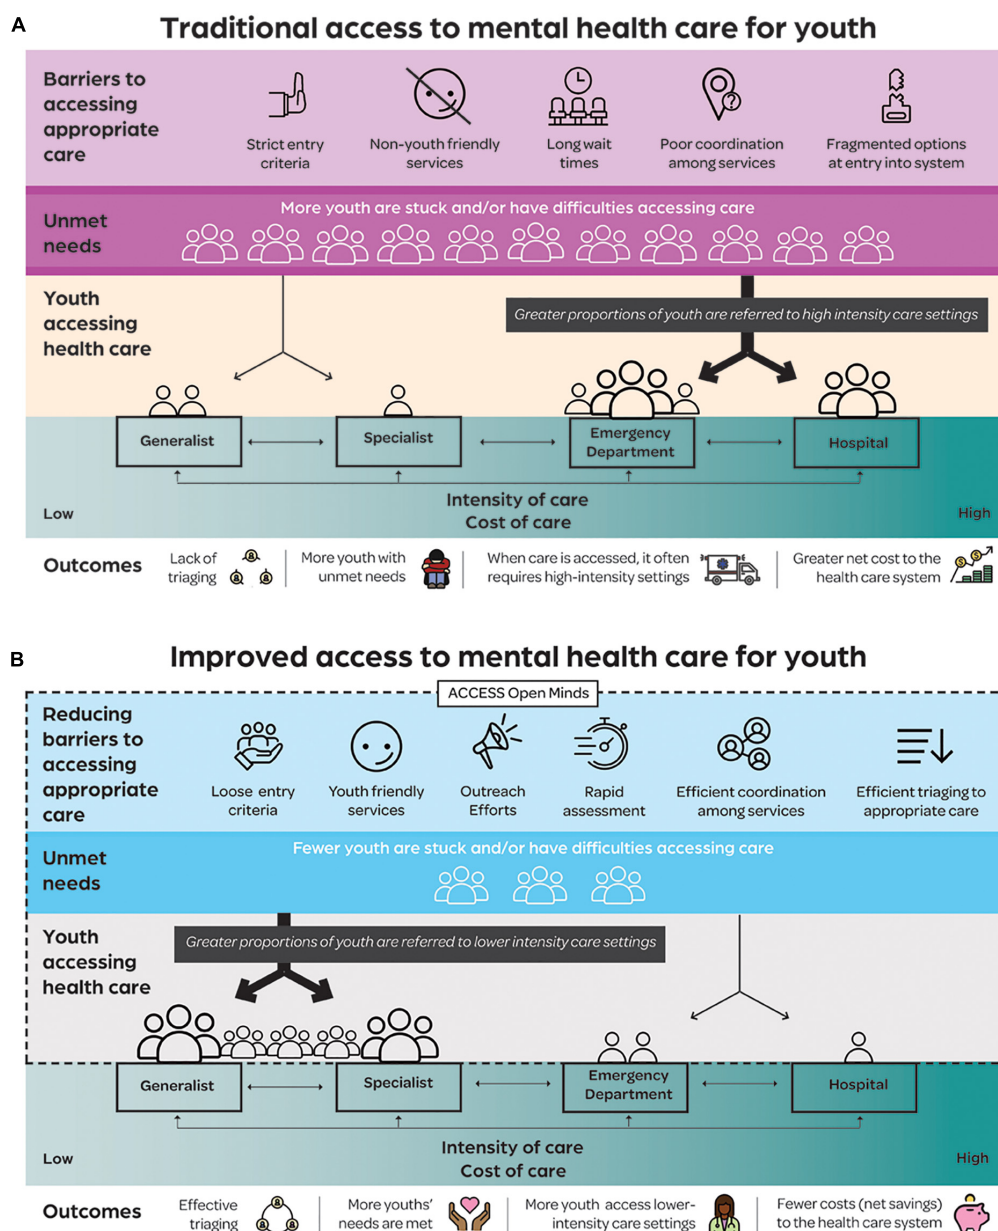 A
Traditional access to mental health care for youth
Barriers to
accessing
appropriate
care
Strict entry
criteria
Non-youth friendly
services
Long wait
times
Poor coordination
among services
Fragmented options
at entry into system
?
Unmet
needs
More youth are stuck and/or have difficulties accessing care
Youth
accessing
health care
Greater proportions of youth are referred to high intensity care settings
Generalist
Specialist
Emergency
Department
Hospital
Intensity of care
Cost of care
Low
High
Outcomes
Lack of
triaging
More youth with
unmet needs
When care is accessed, it often
requires high-intensity settings
Greater net cost to the
health care system
$ $
B
Improved access to mental health care for youth
ACCESS Open Minds
Reducing
barriers to
accessing
appropriate
care
Loose entry
criteria
Youth friendly
services
Outreach
Efforts
Rapid
assessment
Efficient coordination
among services
Efficient triaging to
appropriate care
Unmet
needs
Fewer youth are stuck and/or have difficulties accessing care
Youth
accessing
health care
Greater proportions of youth are referred to lower intensity care settings
Generalist
Specialist
Emergency
Department
Hospital
Intensity of care
Cost of care
Low
High
Outcomes
Effective
triaging
More youths'
needs are met
More youth access lower-
intensity care settings
Fewer costs (net savings)
to the health care system